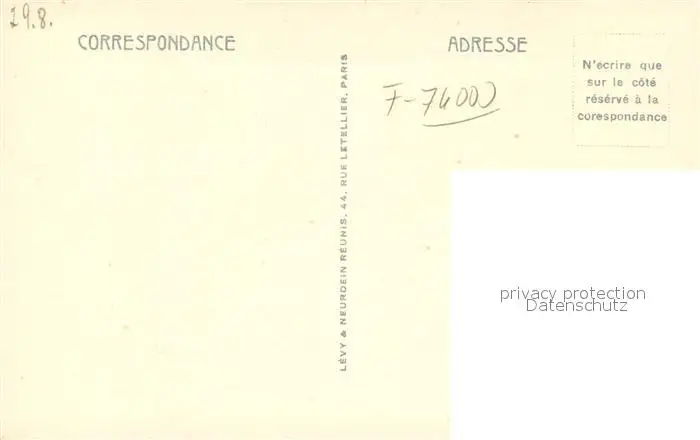 29.8.
CORRESPONDANCE
ADRESSE
N'ecrire que
sur le côté
résérvé à la
corespondance
F-74000
LÉVY & NEURDEIN RÉUNIS, 44, RUE LETELLIER, PARIS
privacy protection
Datenschutz